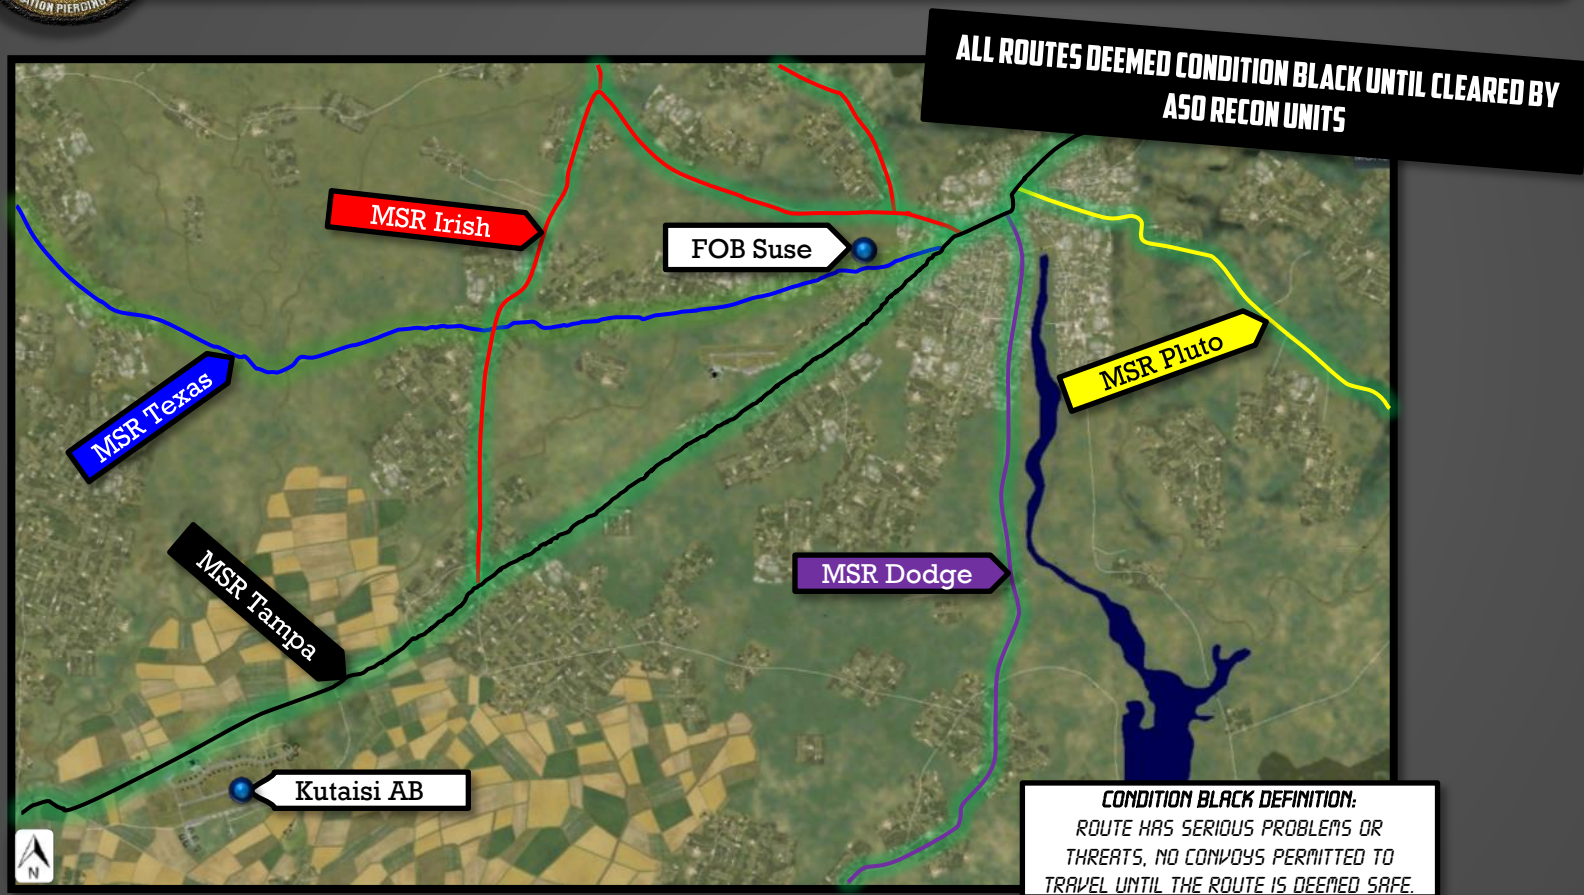 ATION PIERCING
ALL ROUTES DEEMED CONDITION BLACK UNTIL CLEARED BY
ASO RECON UNITS
MSR Irish
FOB Suse
MSR Texas
MSR Pluto
MSR Tampa
MSR Dodge
Kutaisi AB
N
CONDITION BLACK DEFINITION:
ROUTE HAS SERIOUS PROBLEMS OR
THREATS, NO CONVOYS PERMITTED TO
TRAVEL UNTIL THE ROUTE IS DEEMED SAFE.